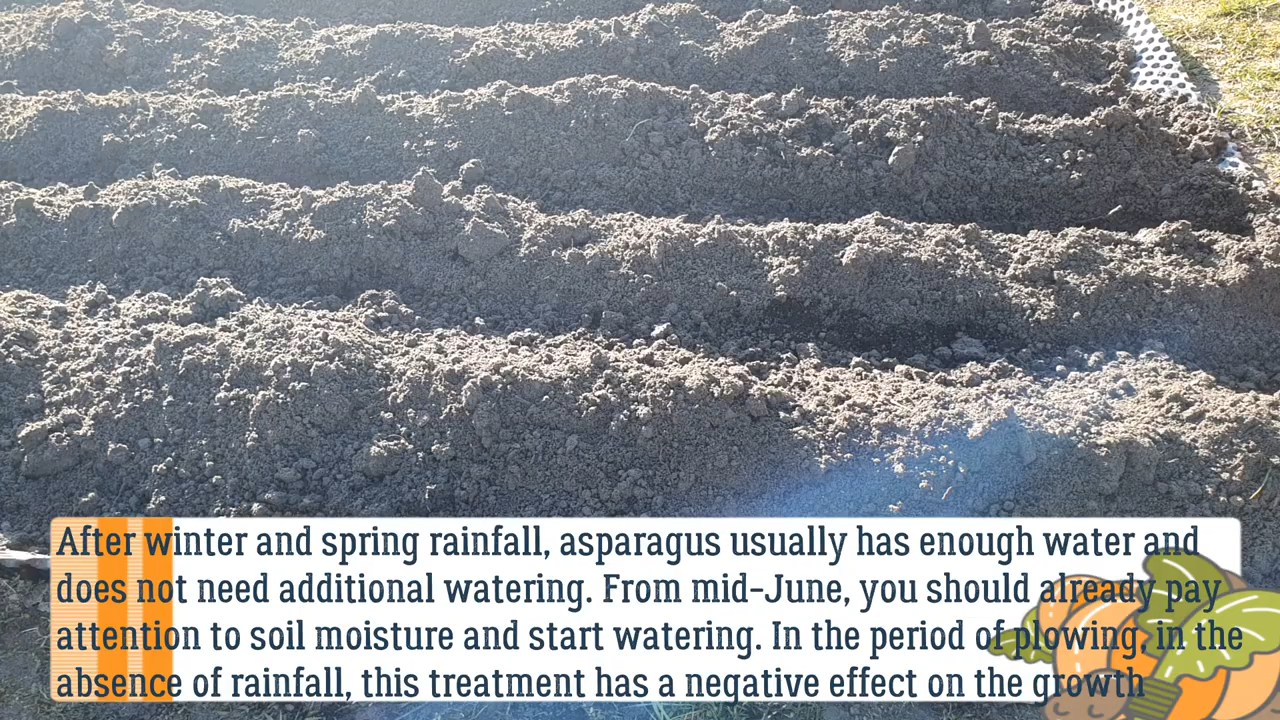 After winter and spring rainfall, asparagus usually has enough water and
does not need additional watering. From mid-June, you should already pay
attention to soil moisture and start watering. In the period of plowing, in the
absence of rainfall, this treatment has a negative effect on the growth